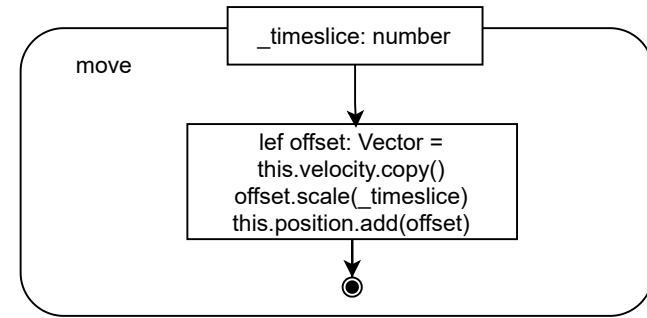 _timeslice: number
move
lef offset: Vector =
this.velocity.copy()
offset.scale(_timeslice)
this.position.add(offset)